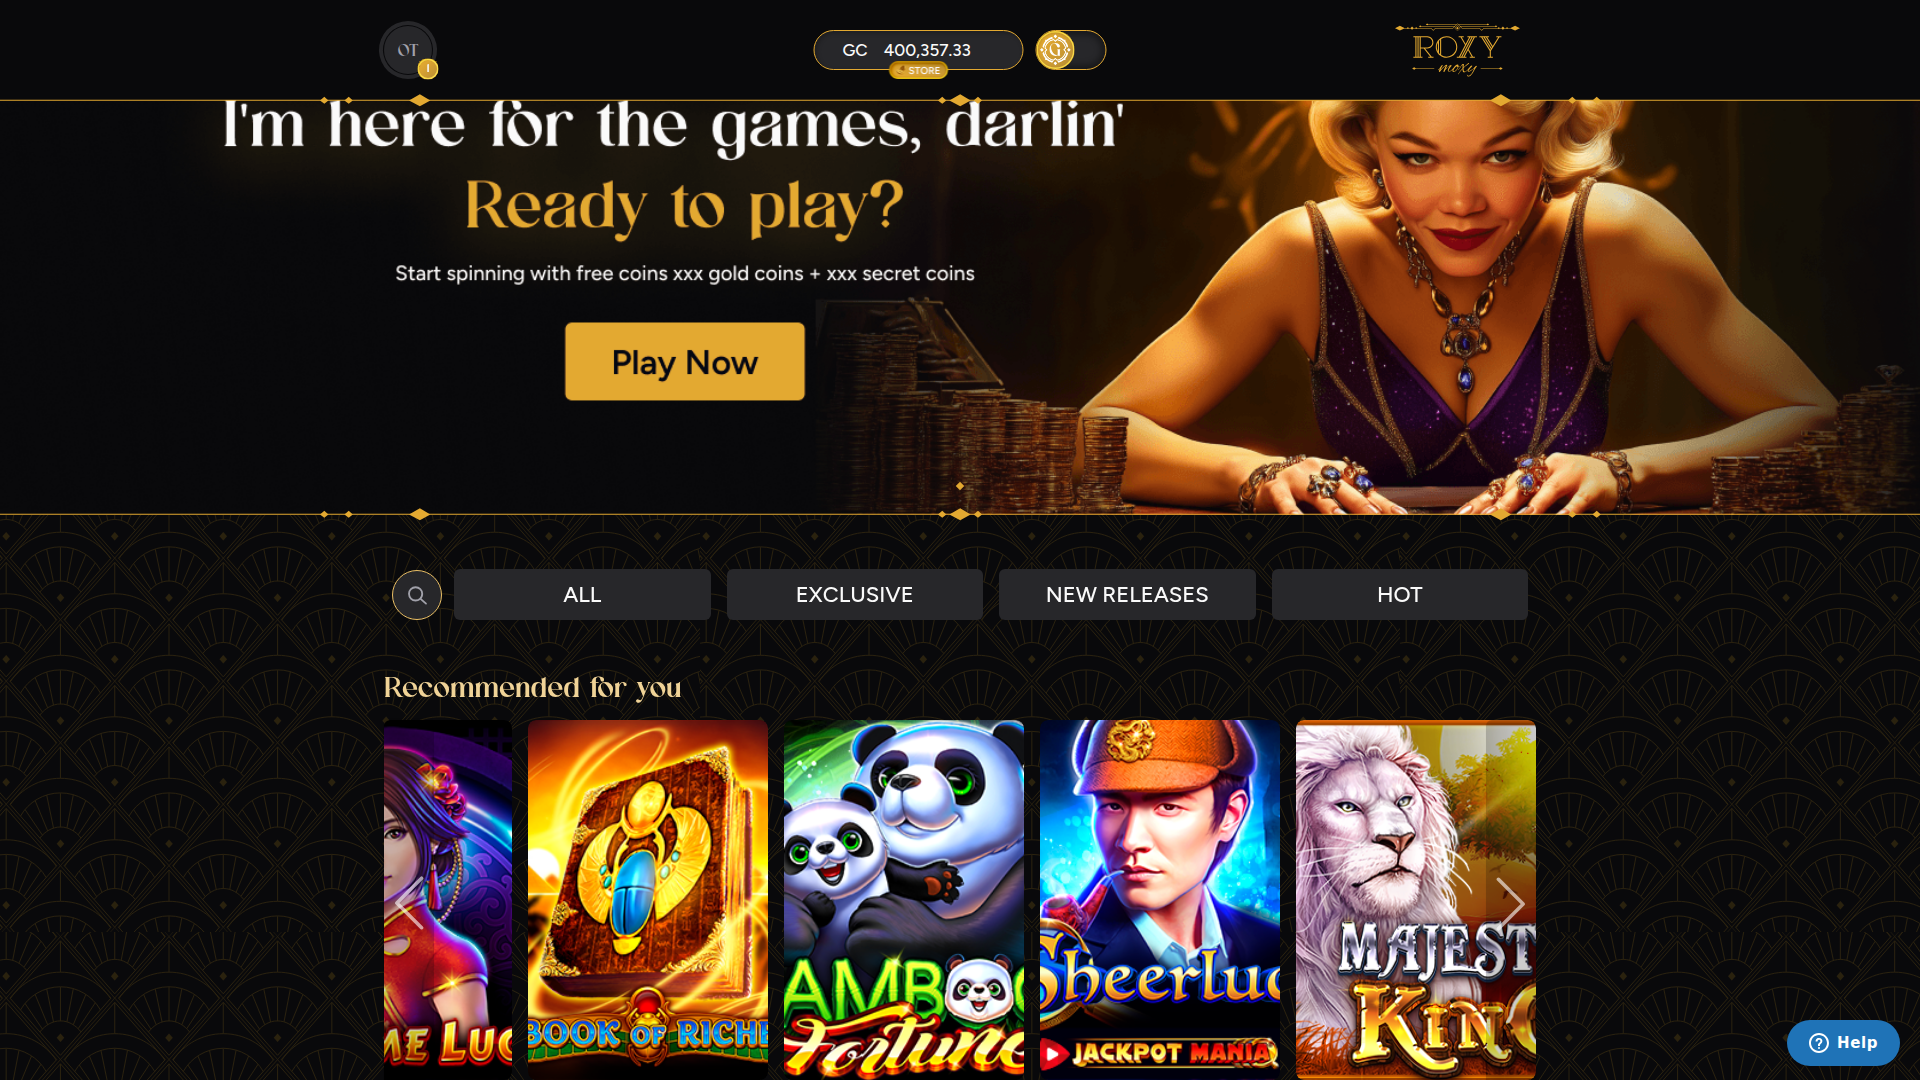 OT
I
GC 400,357.33
STORE
G
ROXY
moxy
I'm here for the games, darlin'
Ready to play?
Start spinning with free coins xxx gold coins + xxx secret coins
Play Now
ALL
EXCLUSIVE
NEW RELEASES
HOT
Recommended for you
ME LUC
BOOK OF RICHE
AMBO
Fortune
Sheerluc
JACKPOT MANIA
MAJEST
KING
Help